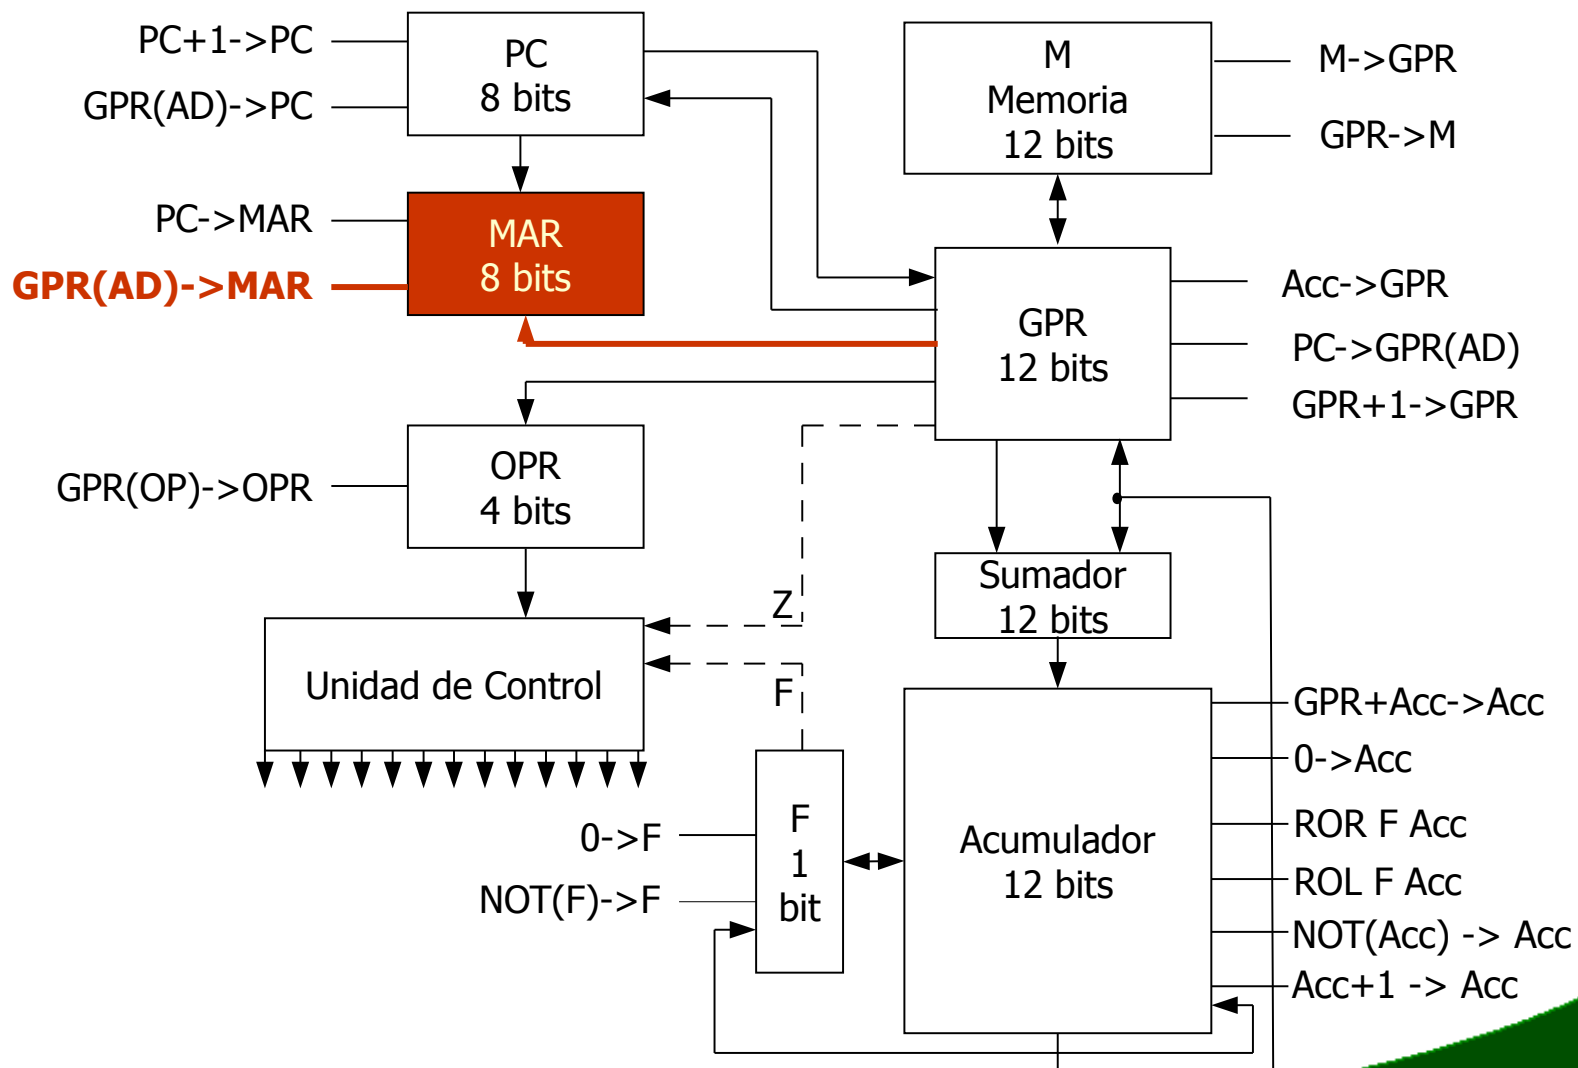 PC+1->PC
GPR(AD)->PC
PC
8 bits
M
Memoria
12 bits
M->GPR
GPR->M
PC->MAR
GPR(AD)->MAR
MAR
8 bits
GPR
12 bits
Acc->GPR
PC->GPR(AD)
GPR+1->GPR
GPR(OP)->OPR
OPR
4 bits
Sumador
12 bits
Z
F
Unidad de Control
0->F
NOT(F)->F
F
1
bit
Acumulador
12 bits
GPR+Acc->Acc
0->Acc
ROR F Acc
ROL F Acc
NOT(Acc) -> Acc
Acc+1 -> Acc